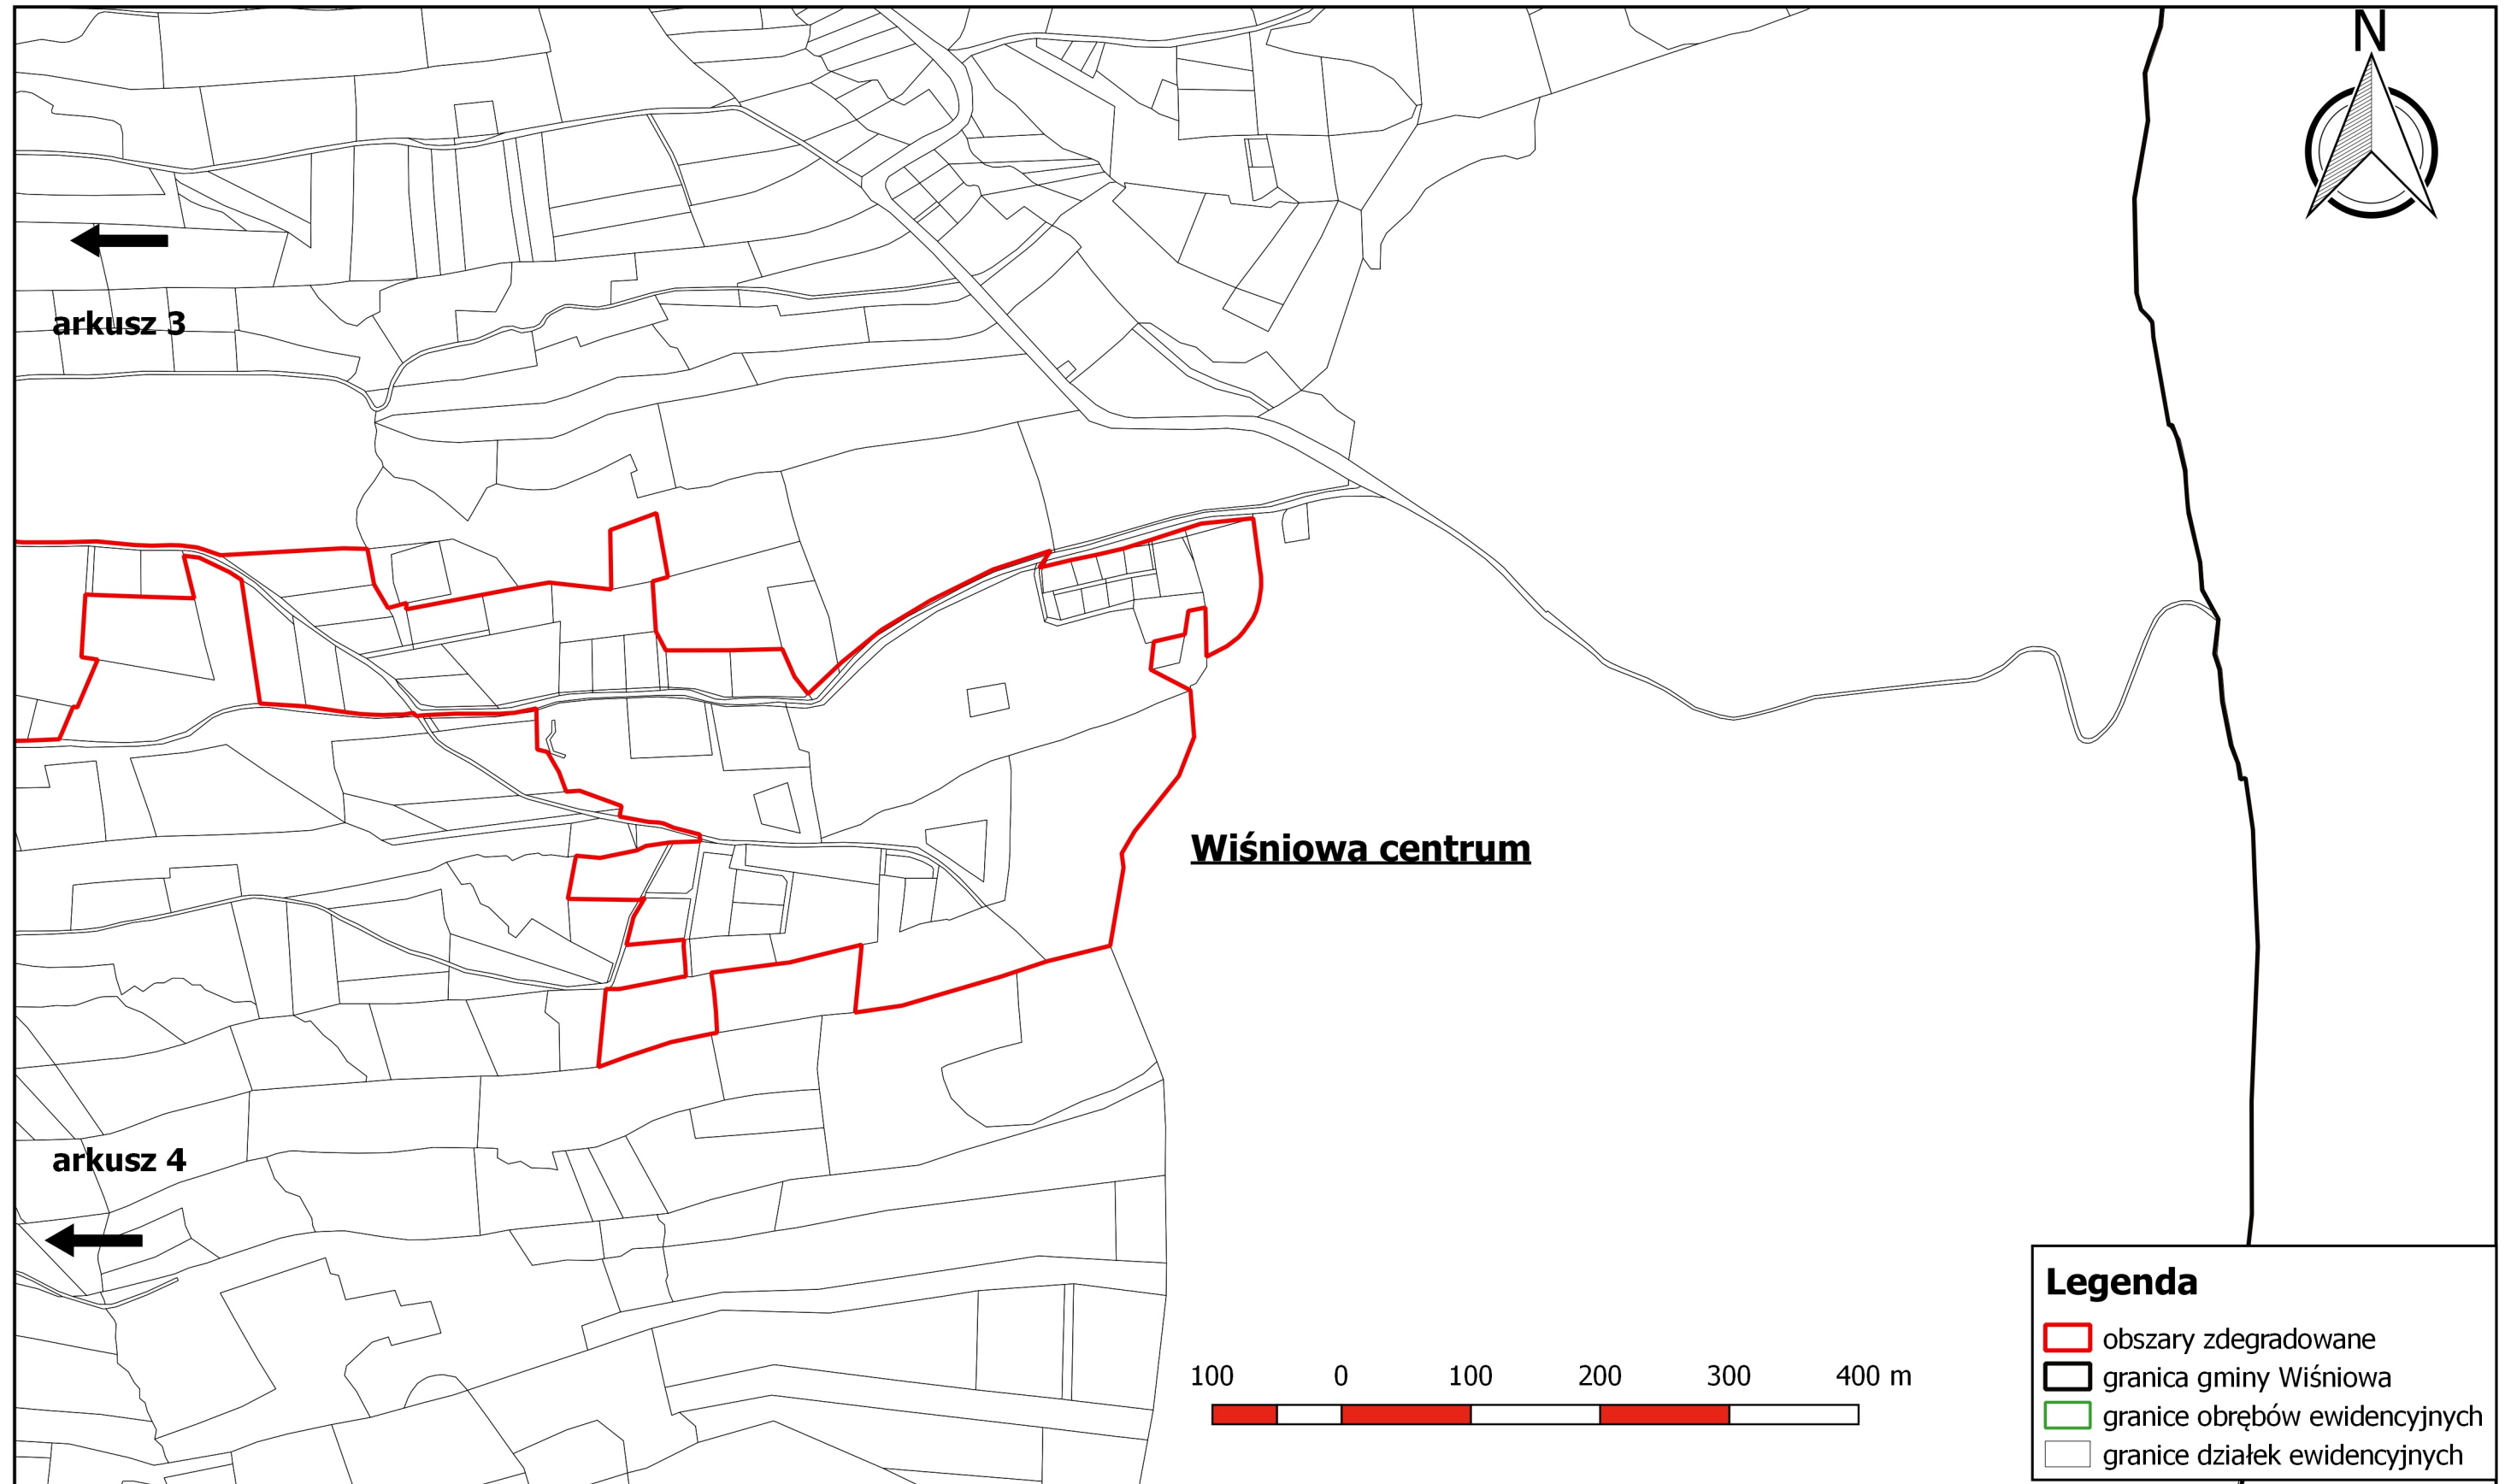 N
arkusz 3
Wiśniowa centrum
arkusz 4
100 0 100 200 300 400 m
Legenda
obszary zdegradowane
granica gminy Wiśniowa
granice obrębów ewidencyjnych
granice działek ewidencyjnych